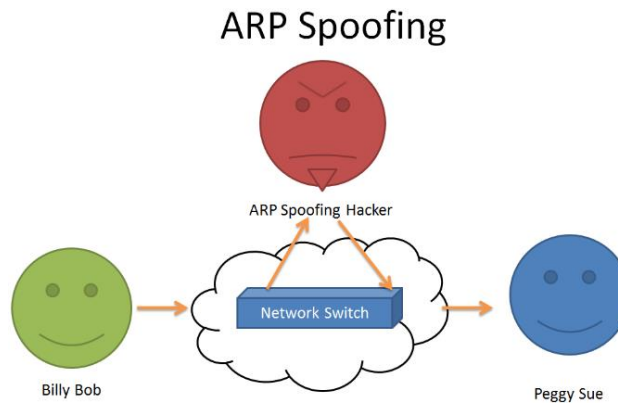 ARP Spoofing
ARP Spoofing Hacker
Network Switch
Billy Bob
Peggy Sue